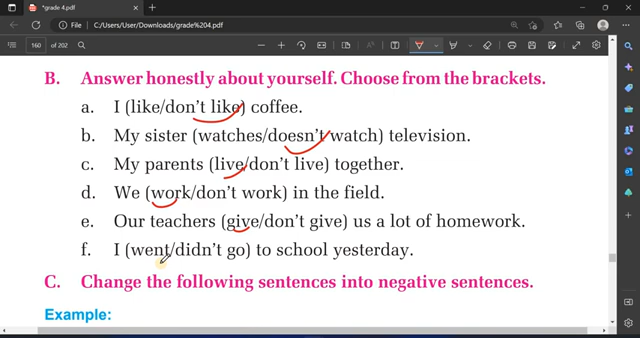 *grade 4.pdf
File
C:/Users/User/Downloads/grade%204.pdf
160 of 202
B. Answer honestly about yourself. Choose from the brackets.
a. I (like/don't like) coffee.
b. My sister (watches/doesn't watch) television.
c. My parents (live/don't live) together.
d. We (work/don't work) in the field.
e. Our teachers (give/don't give) us a lot of homework.
f. I (went/didn't go) to school yesterday.
C. Change the following sentences into negative sentences.
Example: